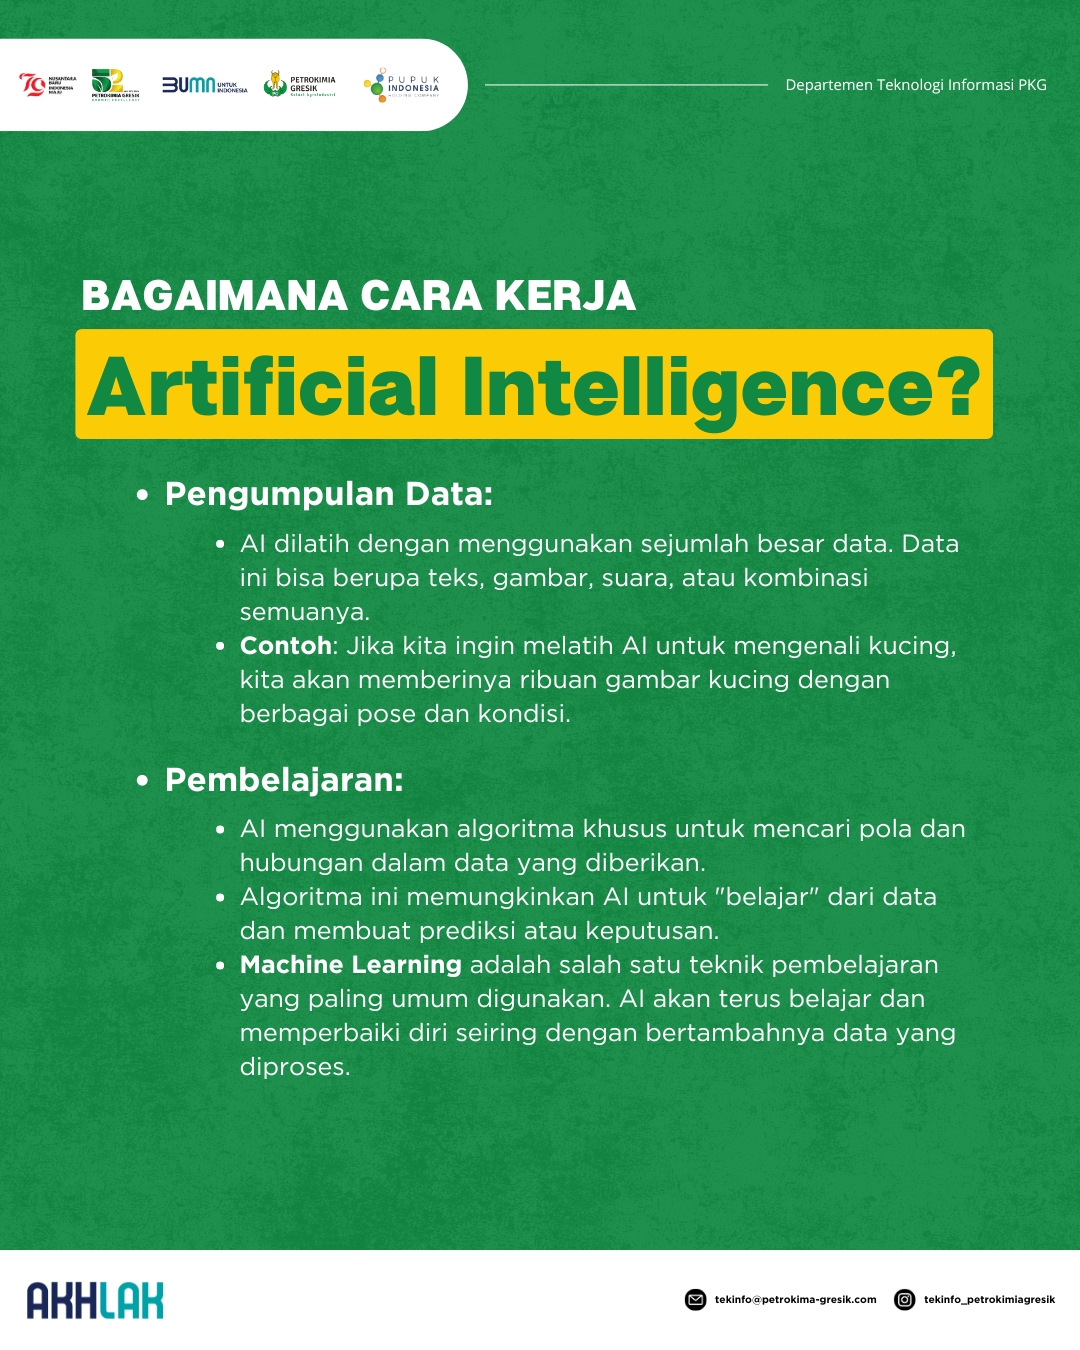 79 NUSANTARA
BARU
INDONESIA
MAJU
52
PETROKIMIA GRESIK
BUMN UNTUK
INDONESIA
PETROKIMIA
GRESIK
Solusi Agroindustri
PUPUK
INDONESIA
HOLDING COMPANY
Departemen Teknologi Informasi PKG
BAGAIMANA CARA KERJA
Artificial Intelligence?
• Pengumpulan Data:
• AI dilatih dengan menggunakan sejumlah besar data. Data
ini bisa berupa teks, gambar, suara, atau kombinasi
semuanya.
• Contoh: Jika kita ingin melatih AI untuk mengenali kucing,
kita akan memberinya ribuan gambar kucing dengan
berbagai pose dan kondisi.
• Pembelajaran:
• AI menggunakan algoritma khusus untuk mencari pola dan
hubungan dalam data yang diberikan.
• Algoritma ini memungkinkan AI untuk "belajar" dari data
dan membuat prediksi atau keputusan.
• Machine Learning adalah salah satu teknik pembelajaran
yang paling umum digunakan. AI akan terus belajar dan
memperbaiki diri seiring dengan bertambahnya data yang
diproses.
AKHLAK
tekinfo@petrokima-gresik.com
tekinfo_petrokimiagresik